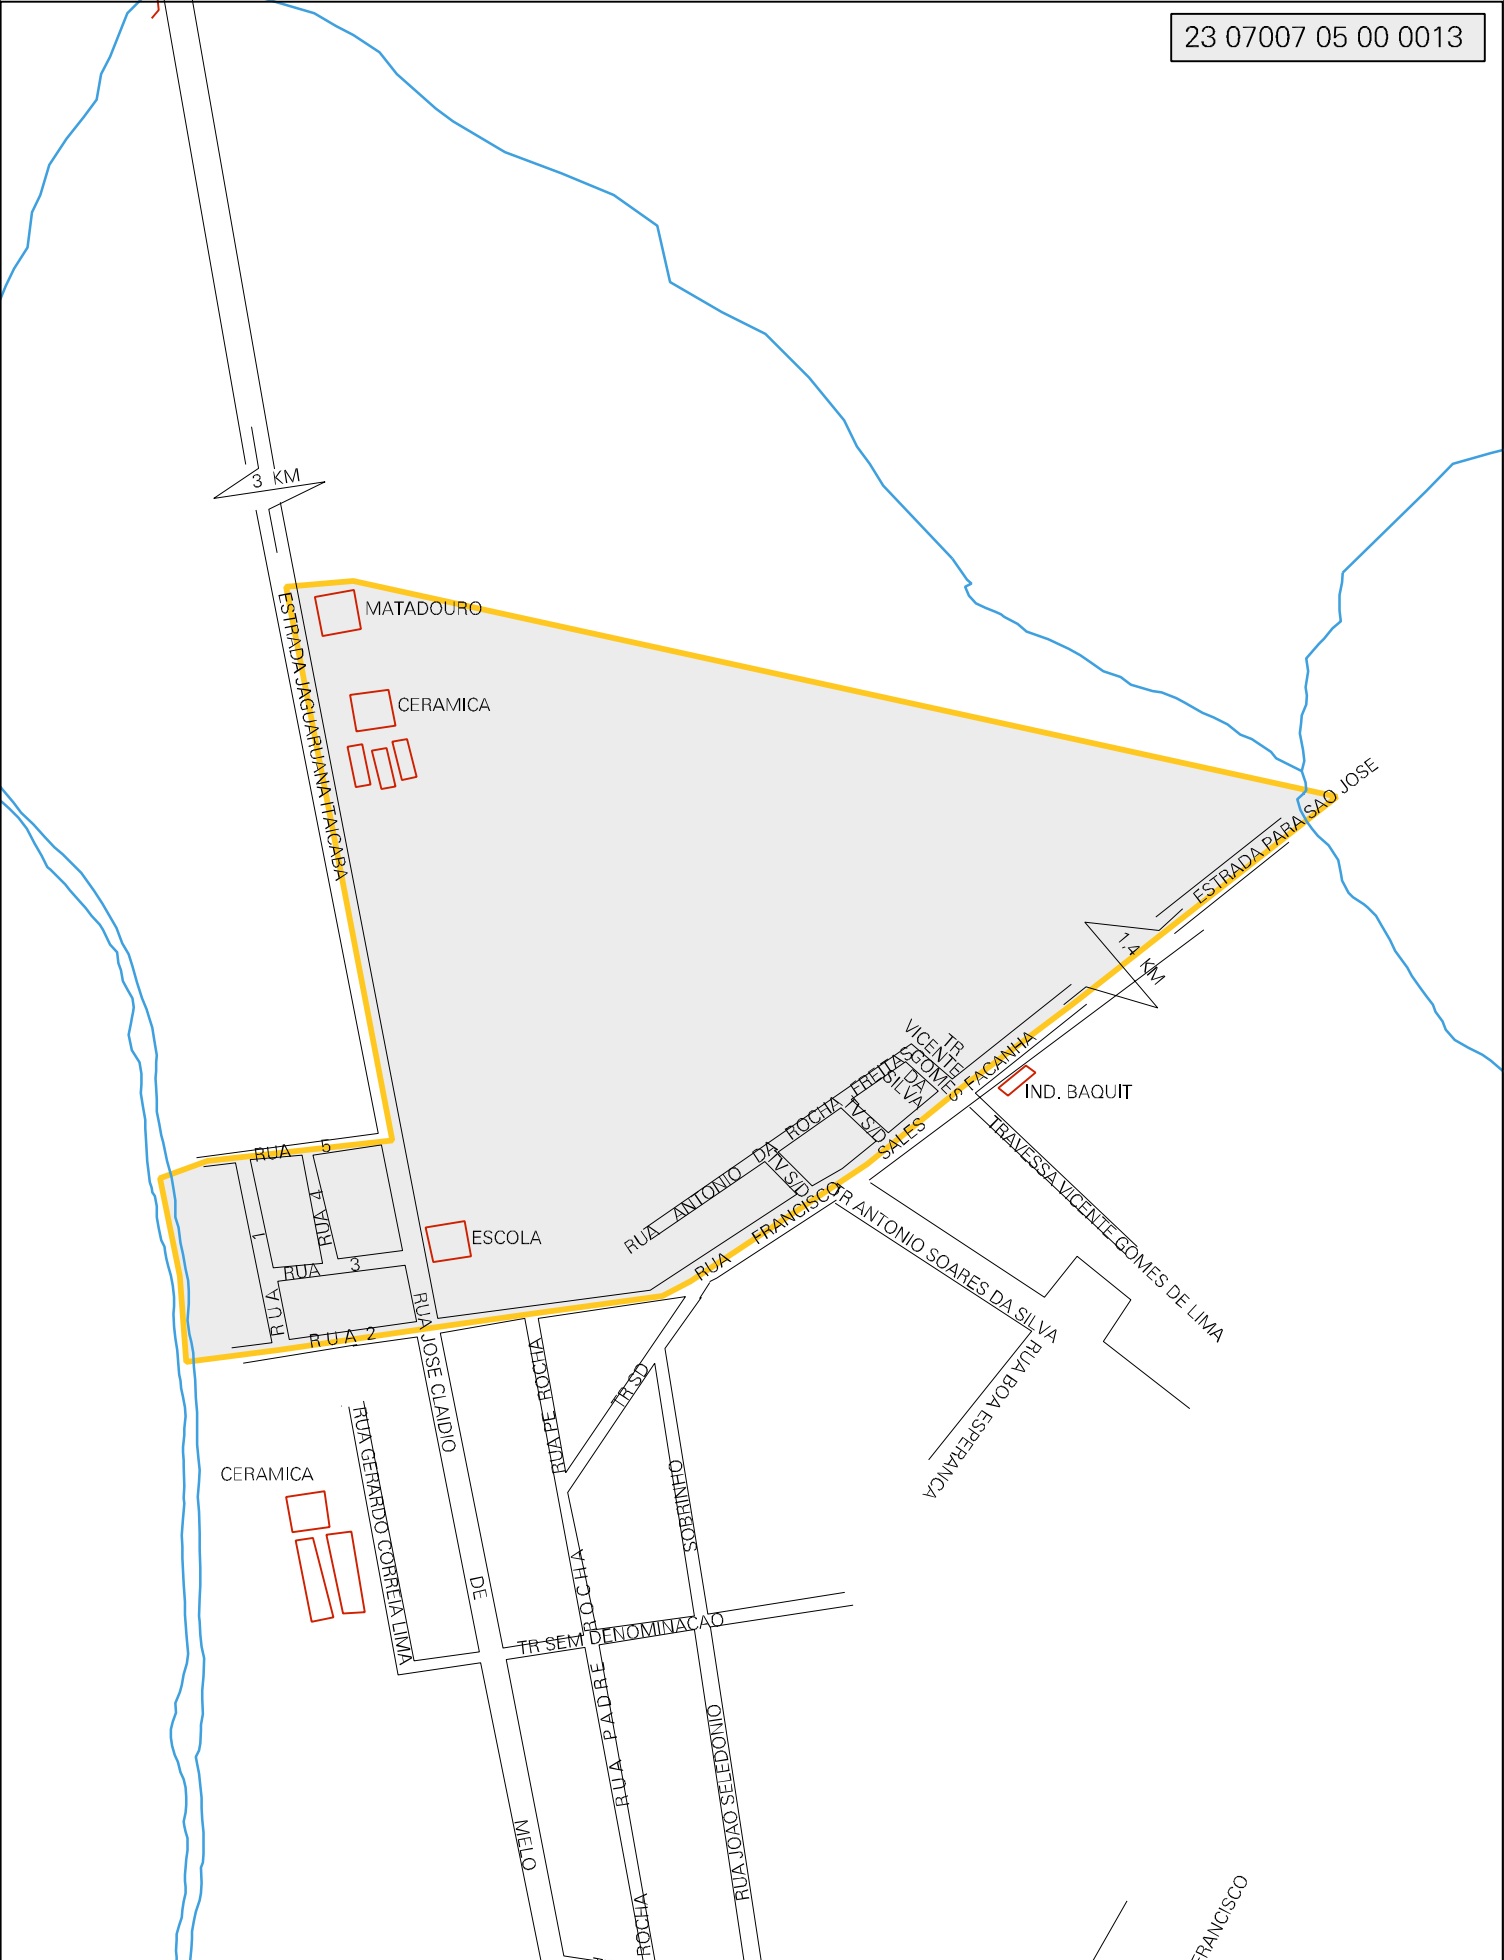 23 07007 05 00 0013
3 KM
MATADOURO
ESTRADA JAGUARUANA ITAICABA
CERAMICA
ESTRADA PARA SAO JOSE
1,4 KM
TR
VICENTE
GOMES
DA
SILVA
RUA ANTONIO DA ROCHA FREITAS
IND. BAQUIT
TV S/D
TV S/D
RUA FRANCISCO SALES FACANHA
TRAVESSA VICENTE GOMES DE LIMA
TR ANTONIO SOARES DA SILVA
RUA BOA ESPERANCA
RUA 5
RUA 4
RUA 1
RUA 3
RUA 2
ESCOLA
RUA JOSE CLAIDIO DE MELO
RUA PE ROCHA
TR SD
RUA GERARDO CORREIA LIMA
CERAMICA
SOBRINHO
ROCHA
TR SEM DENOMINACAO
RUA PADRE
RUA JOAO SELEDONIO
ROCHA
FRANCISCO